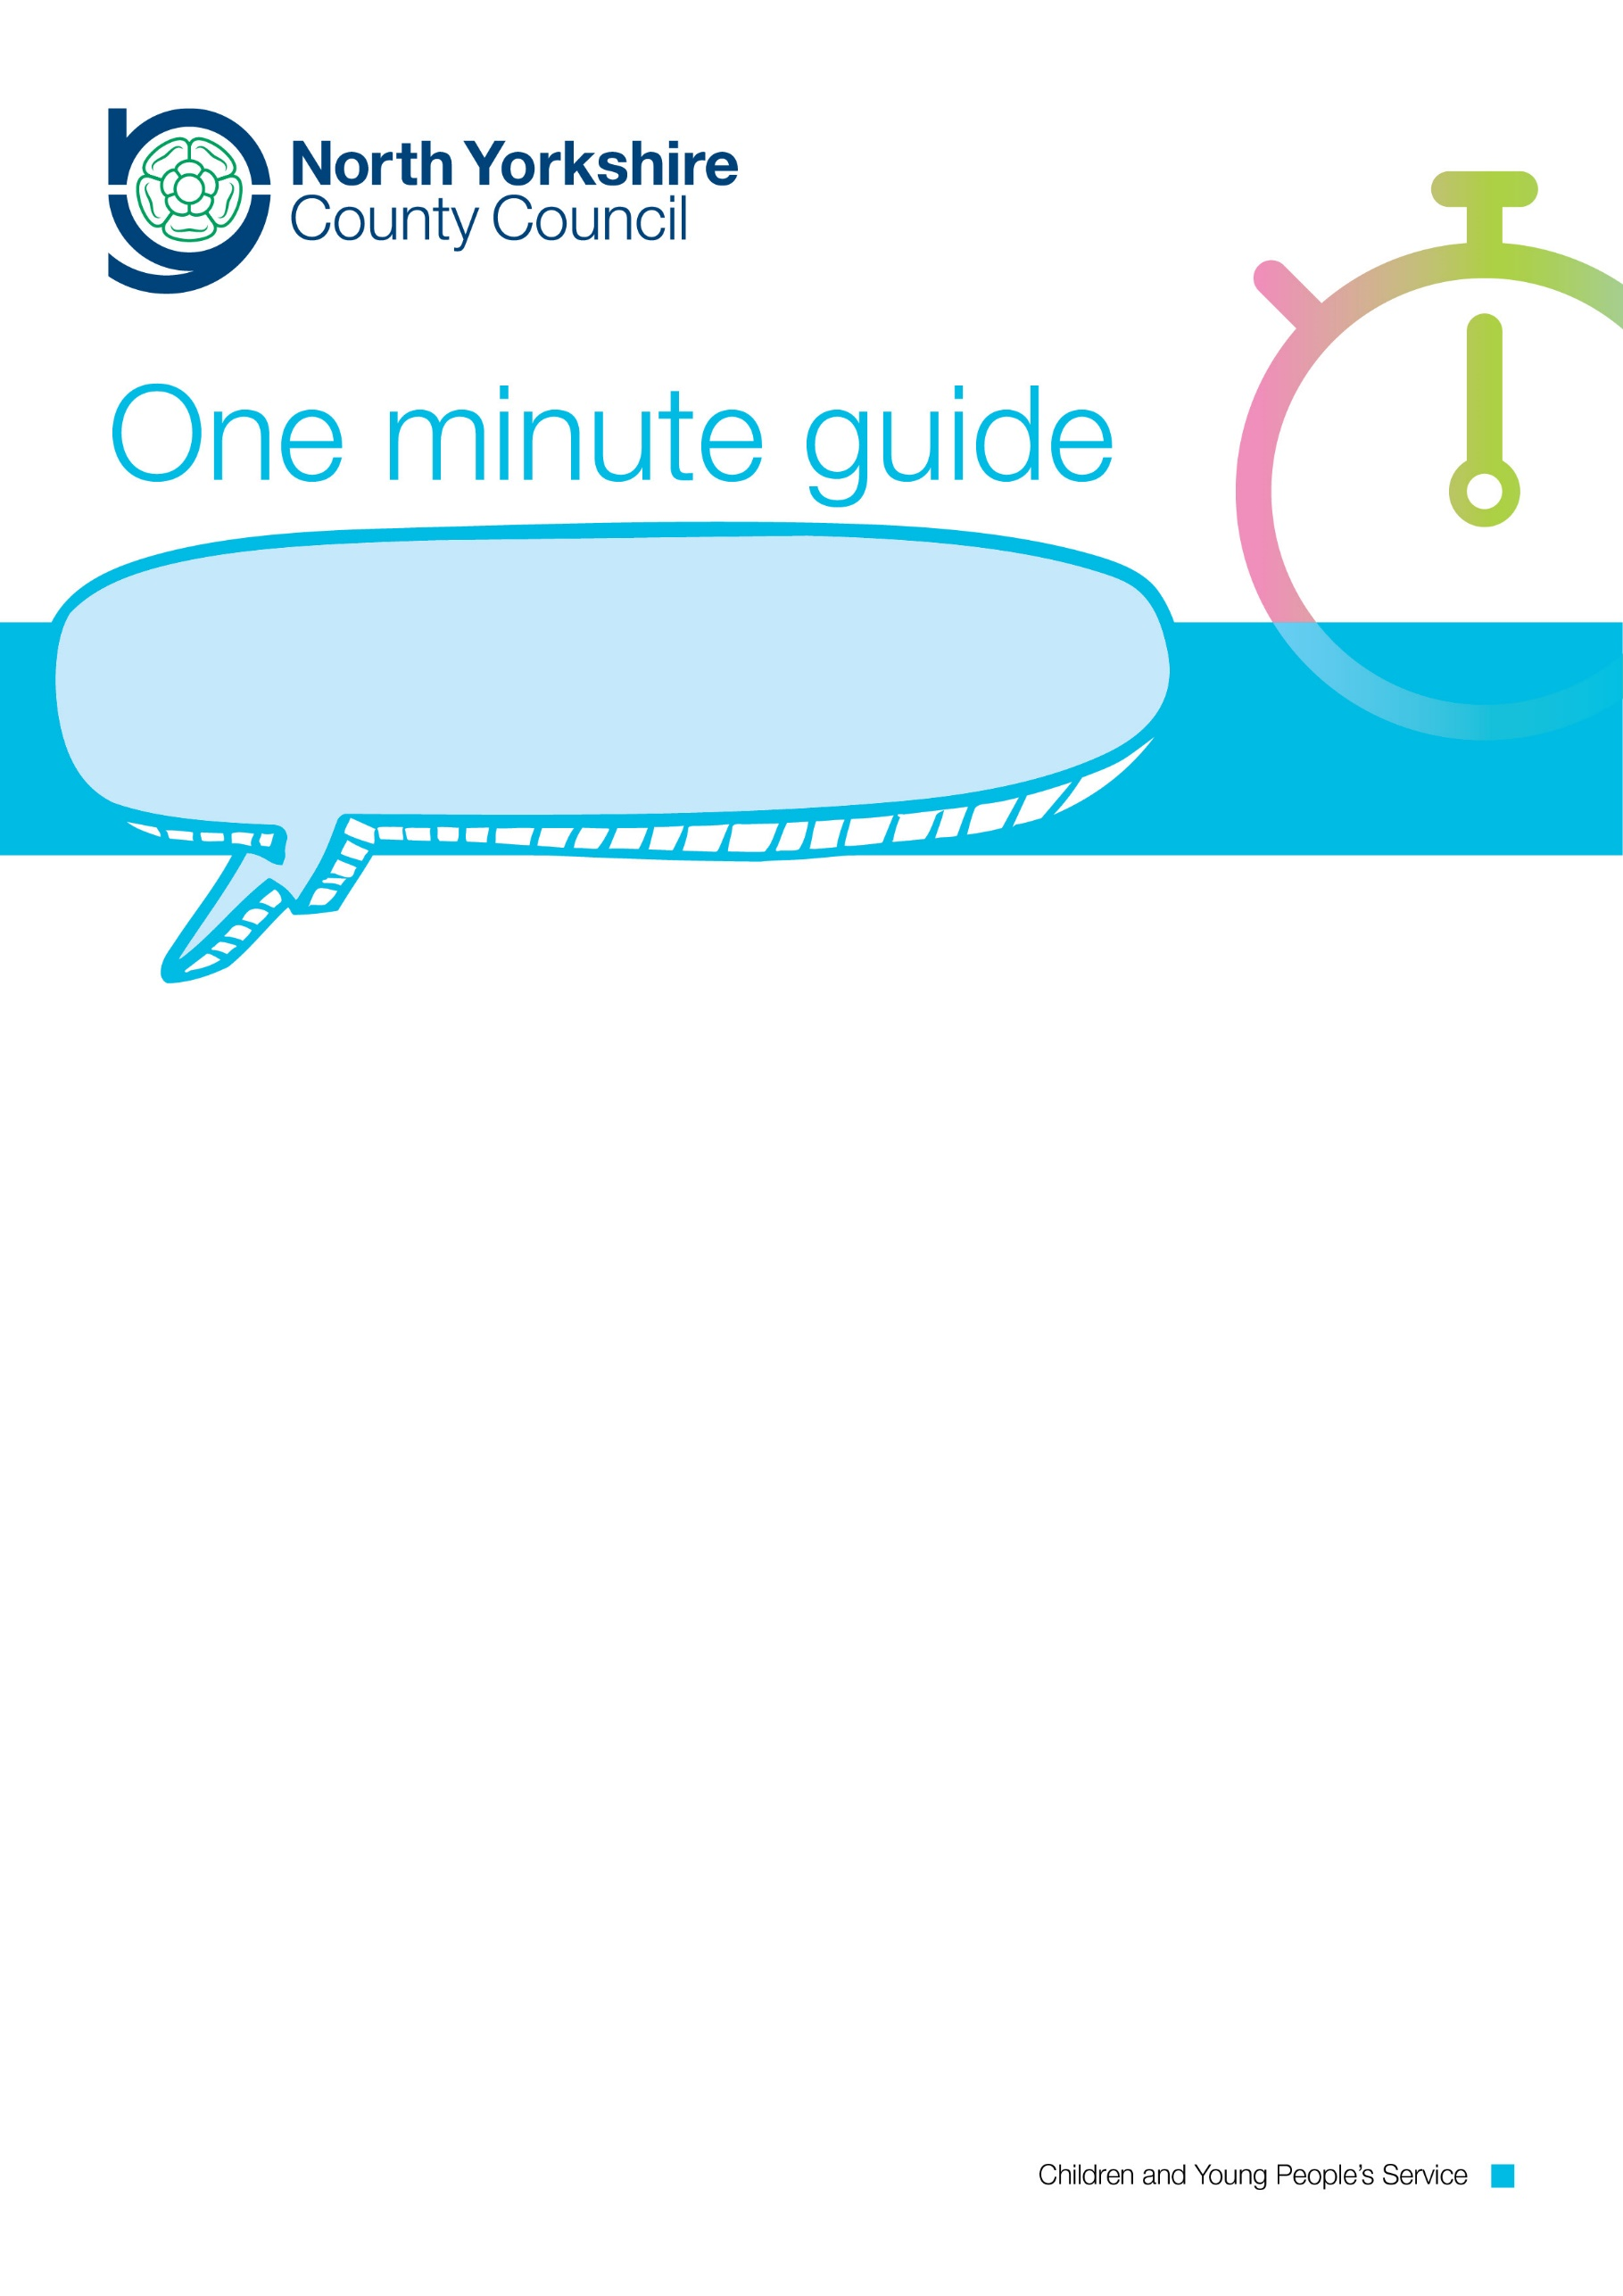 North Yorkshire
County Council
One minute guide
Children and Young People’s Service